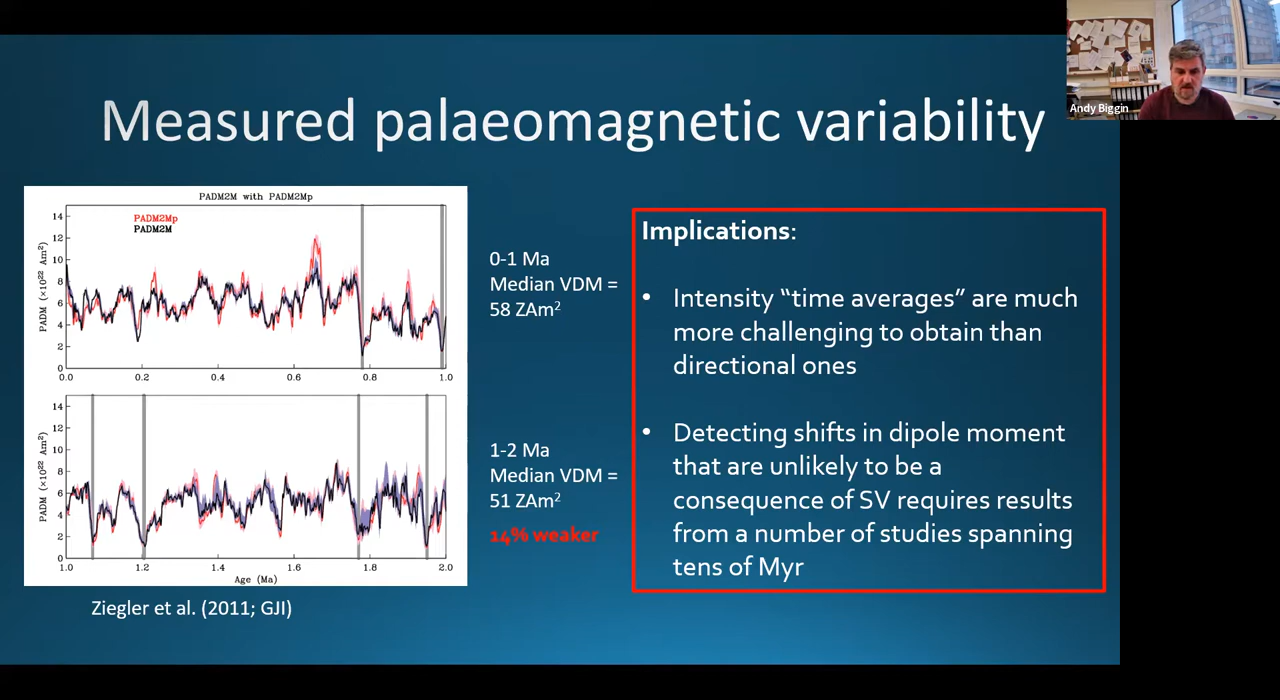 Andy Biggin
Measured palaeomagnetic variability
PADM2M with PADM2Mp
PADM2Mp
PADM2M
PADM (×10²² Am²)
14
12
10
8
6
4
2
0
0.0 0.2 0.4 0.6 0.8 1.0
PADM (×10²² Am²)
14
12
10
8
6
4
2
0
1.0 1.2 1.4 1.6 1.8 2.0
Age (Ma)
Ziegler et al. (2011; GJI)
0-1 Ma
Median VDM =
58 ZAm²
1-2 Ma
Median VDM =
51 ZAm²
14% weaker
Implications:
• Intensity “time averages” are much
more challenging to obtain than
directional ones
• Detecting shifts in dipole moment
that are unlikely to be a
consequence of SV requires results
from a number of studies spanning
tens of Myr